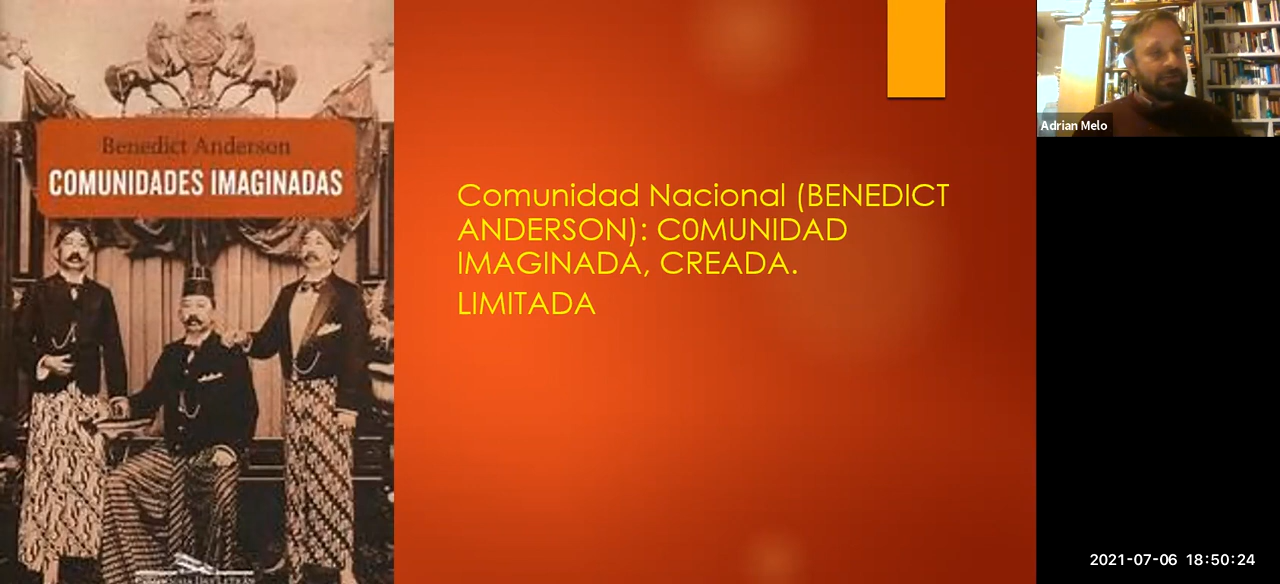 Benedict Anderson
COMUNIDADES IMAGINADAS
Comunidad Nacional (BENEDICT
ANDERSON): C0MUNIDAD
IMAGINADA, CREADA.
LIMITADA
Adrian Melo
2021-07-06 18:50:24